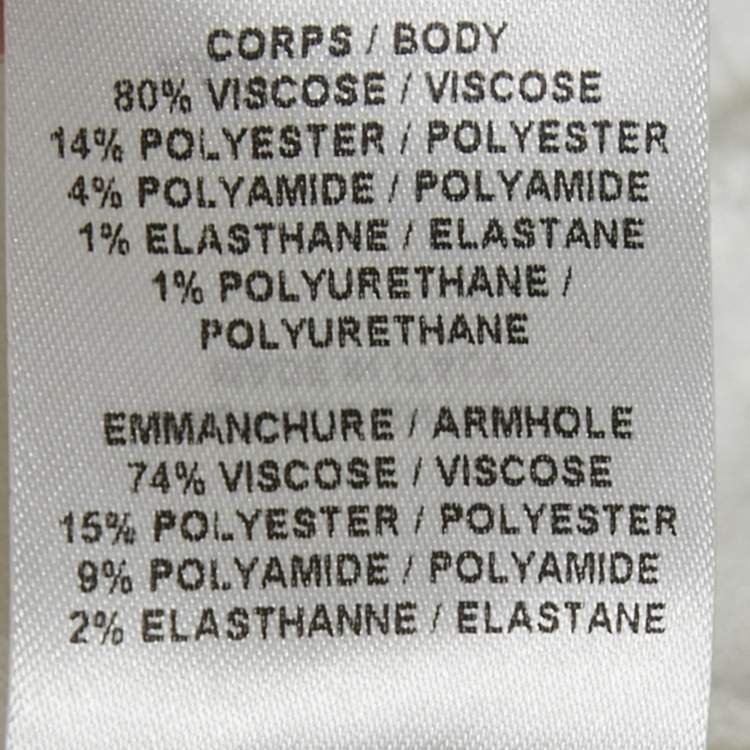 CORPS / BODY
80% VISCOSE / VISCOSE
14% POLYESTER / POLYESTER
4% POLYAMIDE / POLYAMIDE
1% ELASTHANE / ELASTANE
1% POLYURETHANE /
POLYURETHANE
EMMANCHURE / ARMHOLE
74% VISCOSE / VISCOSE
15% POLYESTER / POLYESTER
9% POLYAMIDE / POLYAMIDE
2% ELASTHANNE / ELASTANE